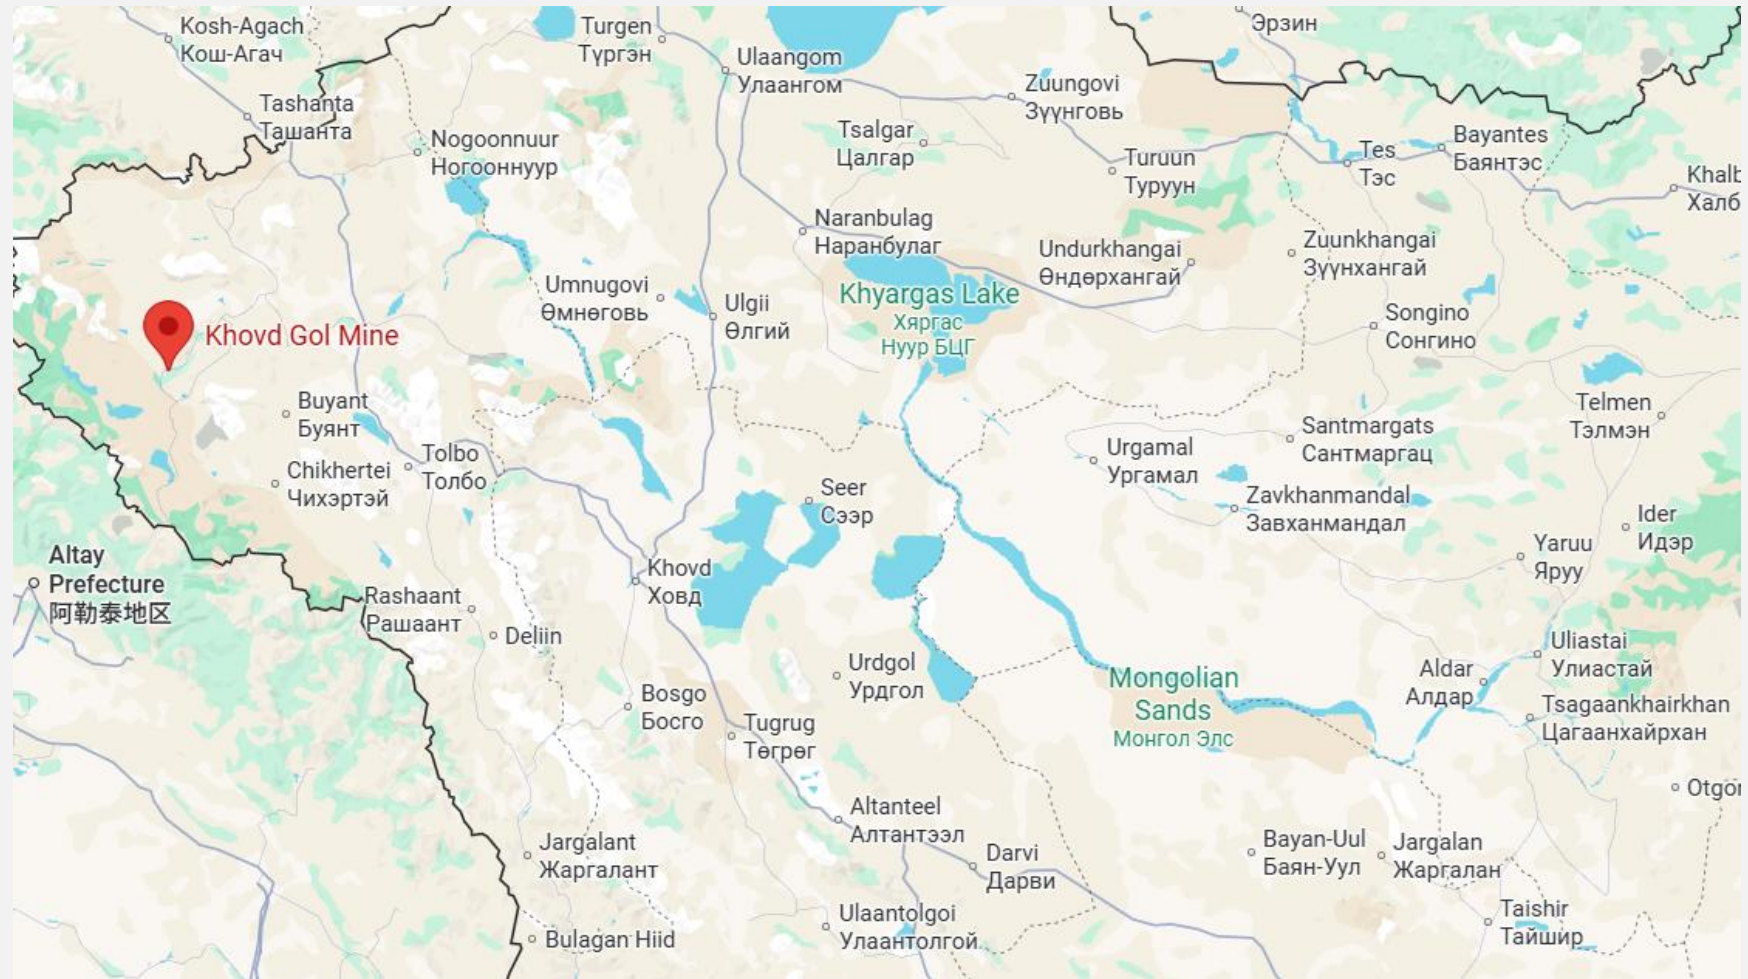 Kosh-Agach
Кош-Агач
Turgen
Түргэн
Ulaangom
Улаангом
Эрзин
Tashanta
Ташанта
Zuungovi
Зүүнговь
Nogoonnuur
Ногооннуур
Tsalgar
Цалгар
Turuun
Туруун
Tes
Тэс
Bayantes
Баянтэс
Khalb
Халб
Naranbulag
Наранбулаг
Undurkhangai
Өндөрхангай
Zuunkhangai
Зүүнхангай
Umnugovi
Өмнөговь
Ulgii
Өлгий
Khyargas Lake
Хяргас
Нуур БЦГ
Songino
Сонгино
Khovd Gol Mine
Buyant
Буянт
Telmen
Тэлмэн
Santmargats
Сантмаргац
Urgamal
Ургамал
Tolbo
Толбо
Chikhertei
Чихэртэй
Seer
Сээр
Zavkhanmandal
Завханмандал
Ider
Идэр
Yaruu
Яруу
Altay
Prefecture
阿勒泰地区
Khovd
Ховд
Rashaant
Рашаант
Deliin
Urdgol
Урдгол
Uliastai
Улиастай
Aldar
Алдар
Mongolian
Sands
Монгол Элс
Bosgo
Босго
Tugrug
Төгрөг
Tsagaankhairkhan
Цагаанхайрхан
Otgon
Altanteel
Алтантээл
Jargalant
Жаргалант
Darvi
Дарви
Bayan-Uul
Баян-Уул
Jargalan
Жаргалан
Ulaantolgoi
Улаантолгой
Taishir
Тайшир
Bulagan Hiid